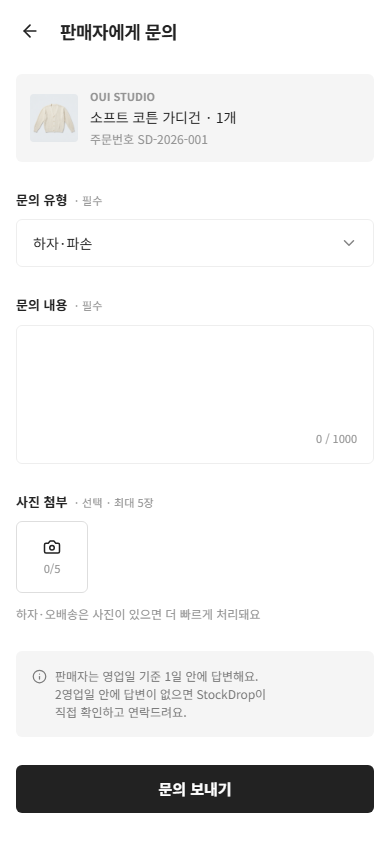 판매자에게 문의
OUI STUDIO
소프트 코튼 가디건 · 1개
주문번호 SD-2026-001
문의 유형 · 필수
하자·파손
문의 내용 · 필수
0 / 1000
사진 첨부 · 선택 · 최대 5장
0/5
하자·오배송은 사진이 있으면 더 빠르게 처리돼요
판매자는 영업일 기준 1일 안에 답변해요.
2영업일 안에 답변이 없으면 StockDrop이
직접 확인하고 연락드려요.
문의 보내기